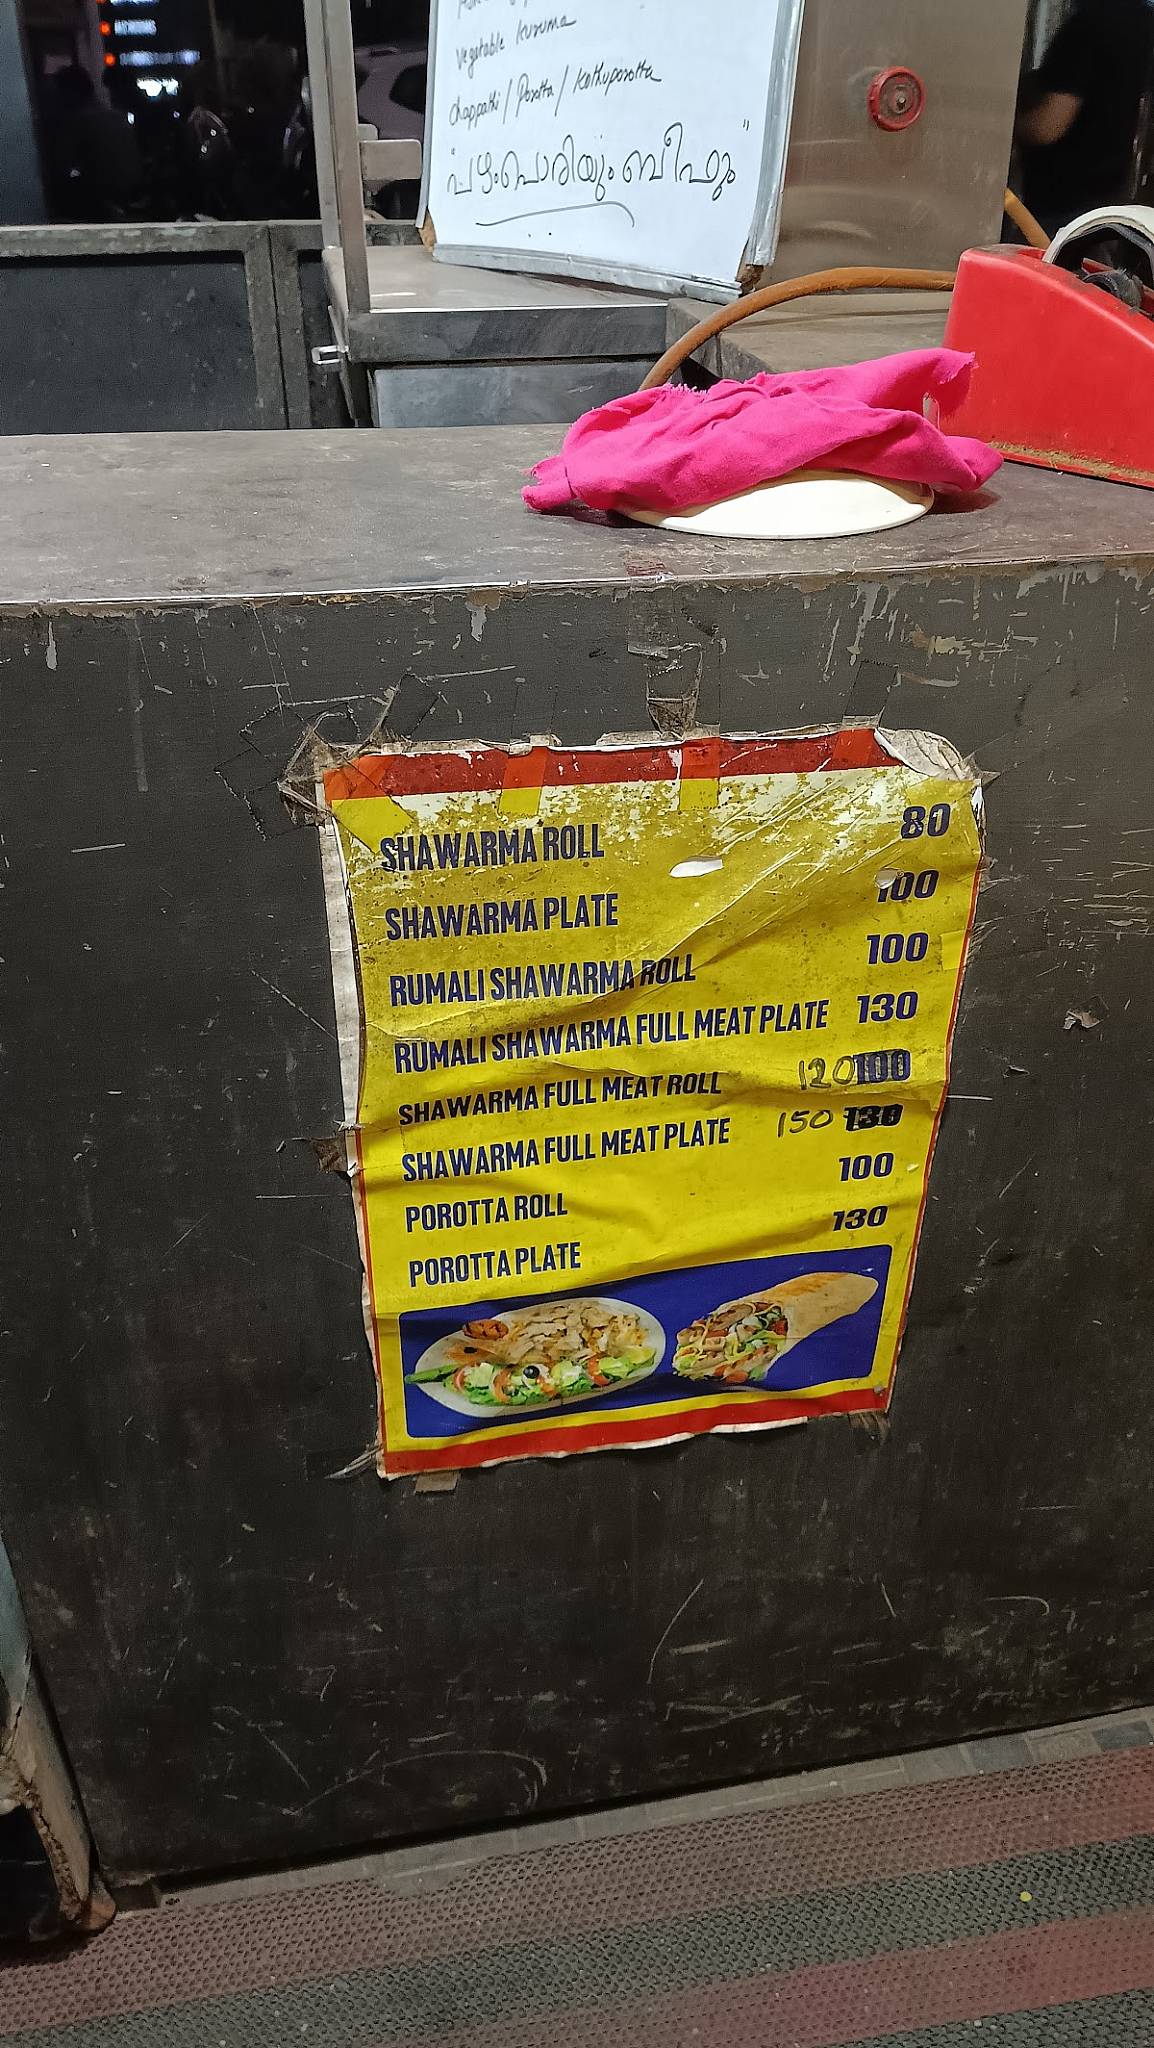 Vegetable Kuruma
Chappathi / Porotta / Kothuporotta
"പഴംപൊരിയും ബീഫും"
SHAWARMA ROLL 80
SHAWARMA PLATE 100
RUMALI SHAWARMA ROLL 100
RUMALI SHAWARMA FULL MEAT PLATE 130
SHAWARMA FULL MEAT ROLL 120 100
SHAWARMA FULL MEAT PLATE 150 130
POROTTA ROLL 100
POROTTA PLATE 130